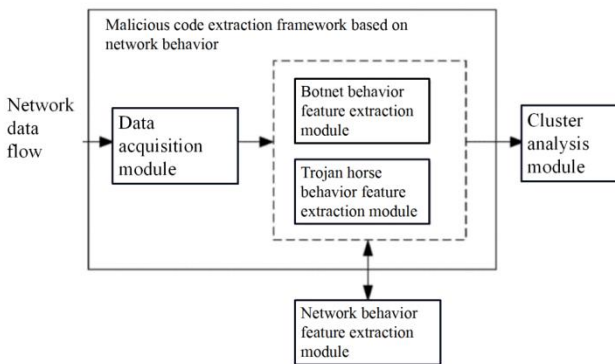 Malicious code extraction framework based on
network behavior
Network
data
flow
Data
acquisition
module
Botnet behavior
feature extraction
module
Trojan horse
behavior feature
extraction module
Cluster
analysis
module
Network behavior
feature extraction
module